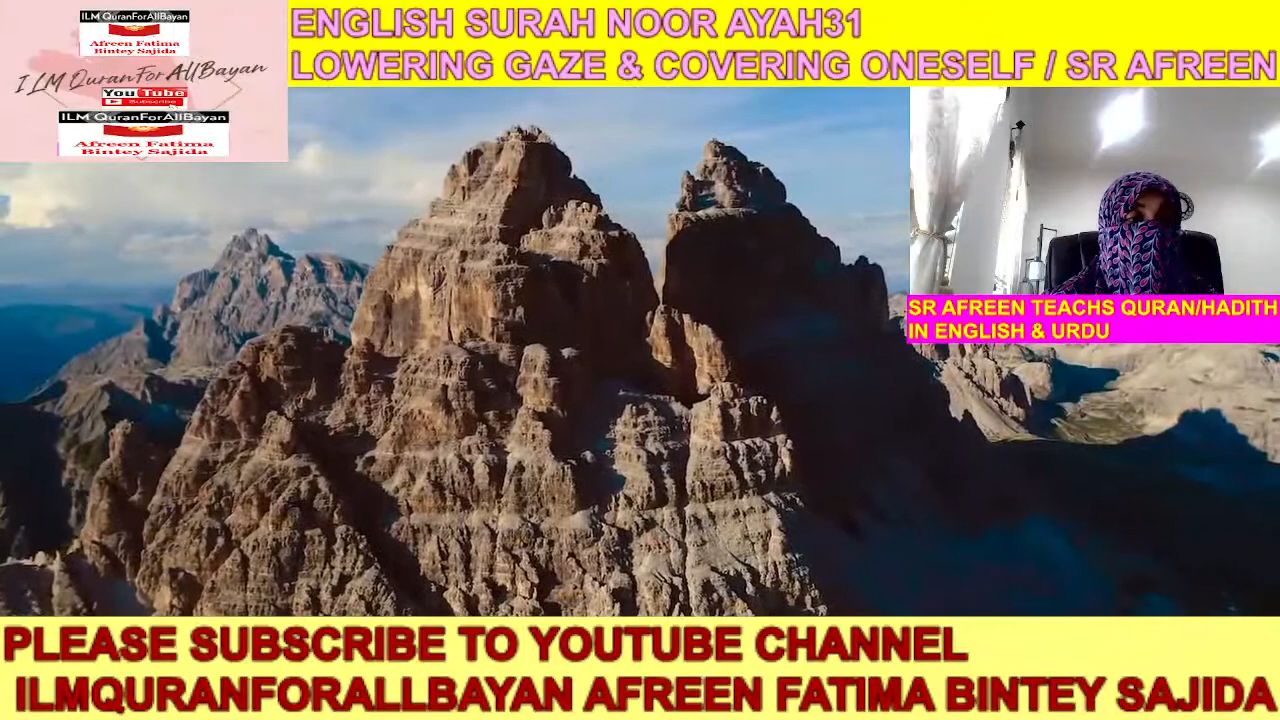 ILM QuranForAllBayan
Afreen Fatima
Bintey Sajida
ILM QuranForAllBayan
YouTube
Subscribe
ILM QuranForAllBayan
Afreen Fatima
Bintey Sajida
ENGLISH SURAH NOOR AYAH31
LOWERING GAZE & COVERING ONESELF / SR AFREEN
SR AFREEN TEACHS QURAN/HADITH
IN ENGLISH & URDU
PLEASE SUBSCRIBE TO YOUTUBE CHANNEL
ILMQURANFORALLBAYAN AFREEN FATIMA BINTEY SAJIDA